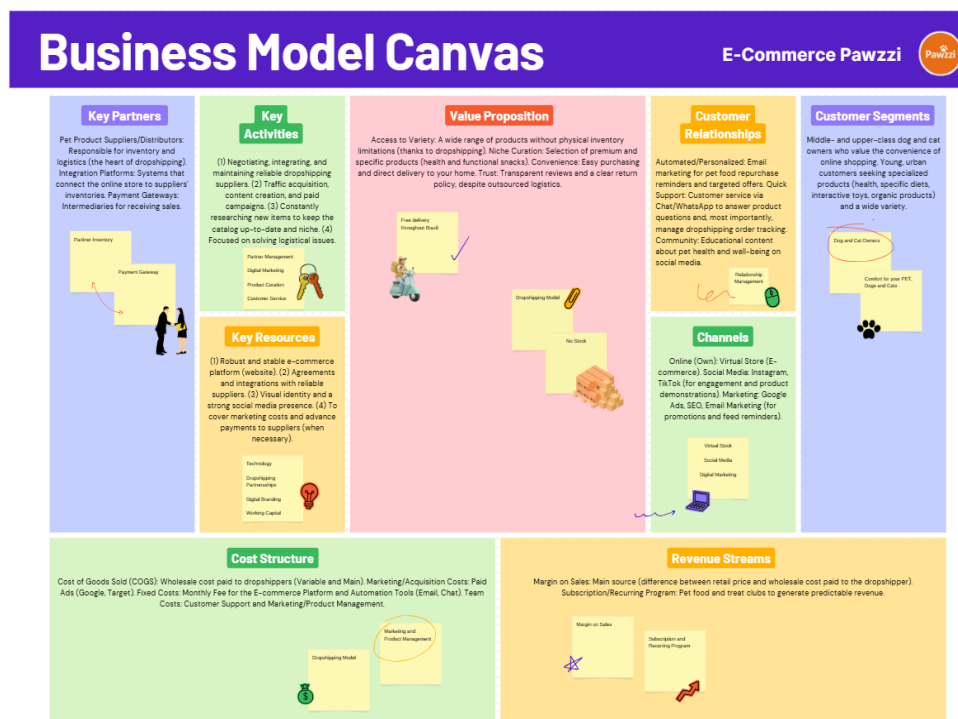 Business Model Canvas
E-Commerce Pawzzi
Pawzzi
Key Partners
Pet Product Suppliers/Distributors:
Responsible for inventory and
logistics (the heart of dropshipping).
Integration Platforms: Systems that
connect the online store to suppliers'
inventories. Payment Gateways:
Intermediaries for receiving sales.
Partner Inventory
Payment Gateway
Key
Activities
(1) Negotiating, integrating, and
maintaining reliable dropshipping
suppliers. (2) Traffic acquisition,
content creation, and paid
campaigns. (3) Constantly
researching new items to keep the
catalog up-to-date and niche. (4)
Focused on solving logistical issues.
Partner Management
Digital Marketing
Product Curation
Customer Service
Key Resources
(1) Robust and stable e-commerce
platform (website). (2) Agreements
and integrations with reliable
suppliers. (3) Visual identity and a
strong social media presence. (4) To
cover marketing costs and advance
payments to suppliers (when
necessary).
Technology
Dropshipping
Partnerships
Digital Branding
Working Capital
Value Proposition
Access to Variety: A wide range of products without physical inventory
limitations (thanks to dropshipping). Niche Curation: Selection of premium and
specific products (health and functional snacks). Convenience: Easy purchasing
and direct delivery to your home. Trust: Transparent reviews and a clear return
policy, despite outsourced logistics.
Free delivery
throughout Brazil!
Dropshipping Model
No Stock
Customer
Relationships
Automated/Personalized: Email
marketing for pet food repurchase
reminders and targeted offers. Quick
Support: Customer service via
Chat/WhatsApp to answer product
questions and, most importantly,
manage dropshipping order tracking.
Community: Educational content
about pet health and well-being on
social media.
Relationship
Management
Channels
Online (Own): Virtual Store (E-
commerce). Social Media: Instagram,
TikTok (for engagement and product
demonstrations). Marketing: Google
Ads, SEO, Email Marketing (for
promotions and feed reminders).
Virtual Stock
Social Media
Digital Marketing
Customer Segments
Middle- and upper-class dog and cat
owners who value the convenience of
online shopping. Young, urban
customers seeking specialized
products (health, specific diets,
interactive toys, organic products)
and a wide variety.
.
Dog and Cat Owners
Comfort for your PET,
Dogs and Cats
Cost Structure
Cost of Goods Sold (COGS): Wholesale cost paid to dropshippers (Variable and Main). Marketing/Acquisition Costs: Paid
Ads (Google, Target). Fixed Costs: Monthly Fee for the E-commerce Platform and Automation Tools (Email, Chat). Team
Costs: Customer Support and Marketing/Product Management.
Marketing and
Product Management
Dropshipping Model
$
Revenue Streams
Margin on Sales: Main source (difference between retail price and wholesale cost paid to the dropshipper).
Subscription/Recurring Program: Pet food and treat clubs to generate predictable revenue.
Margin on Sales
Subscription and
Recurring Program